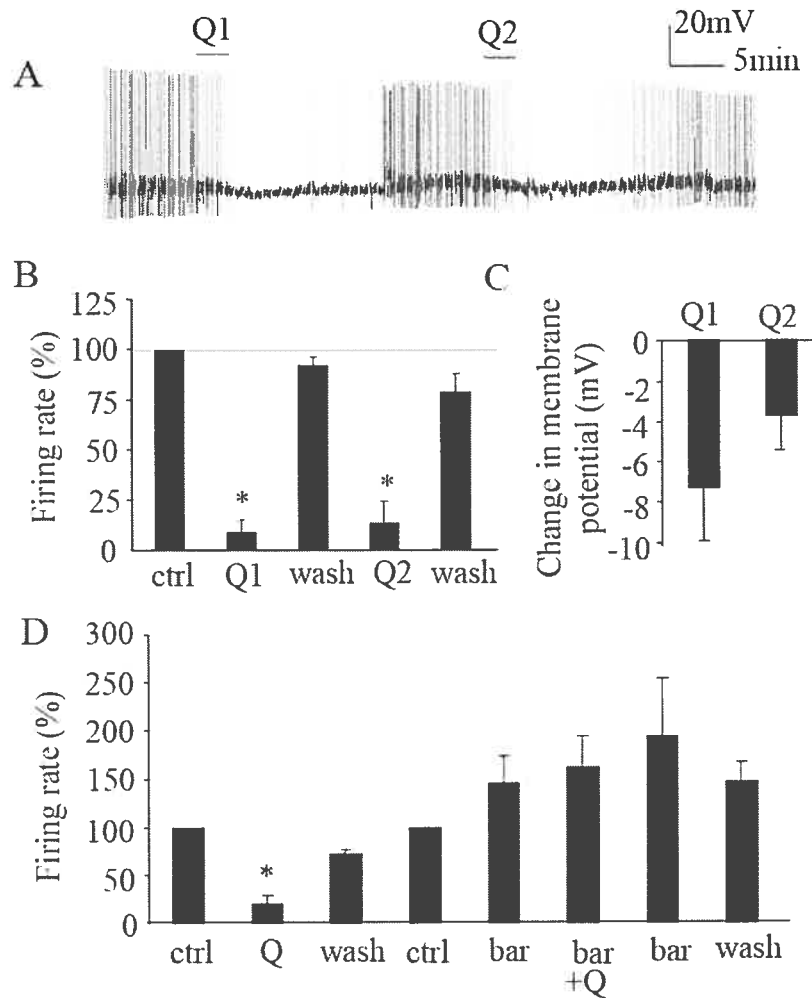 Q1
Q2
20mV
5min
A
B
Firing rate (%)
125
100
75
50
25
0
*
*
ctrl
Q1
wash
Q2
wash
C
Change in membrane
potential (mV)
Q1
Q2
0
-2
-4
-6
-8
-10
D
Firing rate (%)
300
250
200
150
100
50
0
*
ctrl
Q
wash
ctrl
bar
bar
+Q
bar
wash